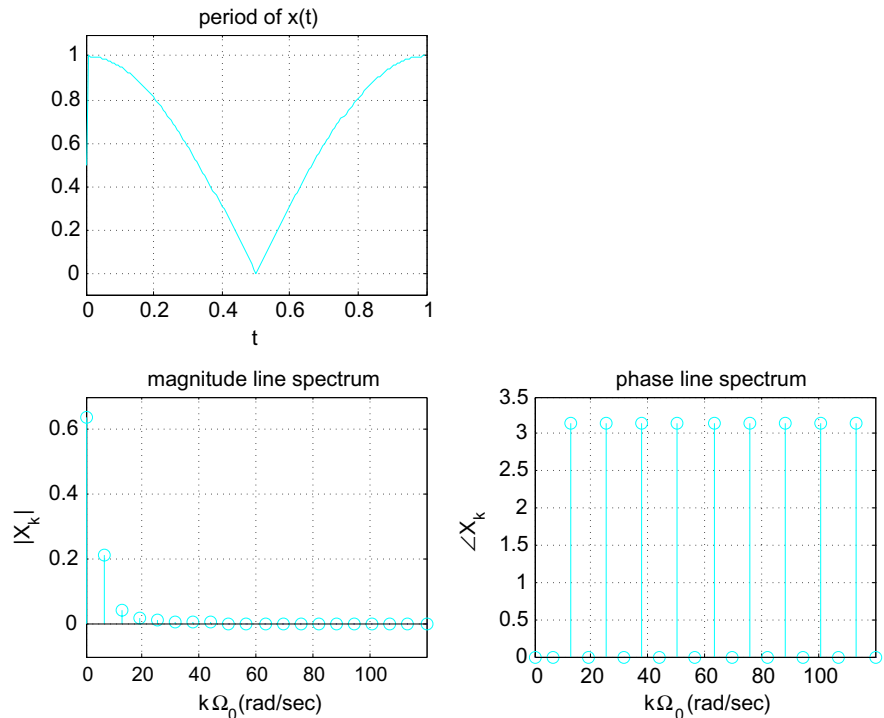 period of x(t)
1
0.8
0.6
0.4
0.2
0
0 0.2 0.4 0.6 0.8 1
t
magnitude line spectrum
0.6
0.4
0.2
0
|X_k|
0 20 40 60 80 100
kΩ_0(rad/sec)
phase line spectrum
3.5
3
2.5
2
1.5
1
0.5
0
∠X_k
0 20 40 60 80 100
kΩ_0(rad/sec)